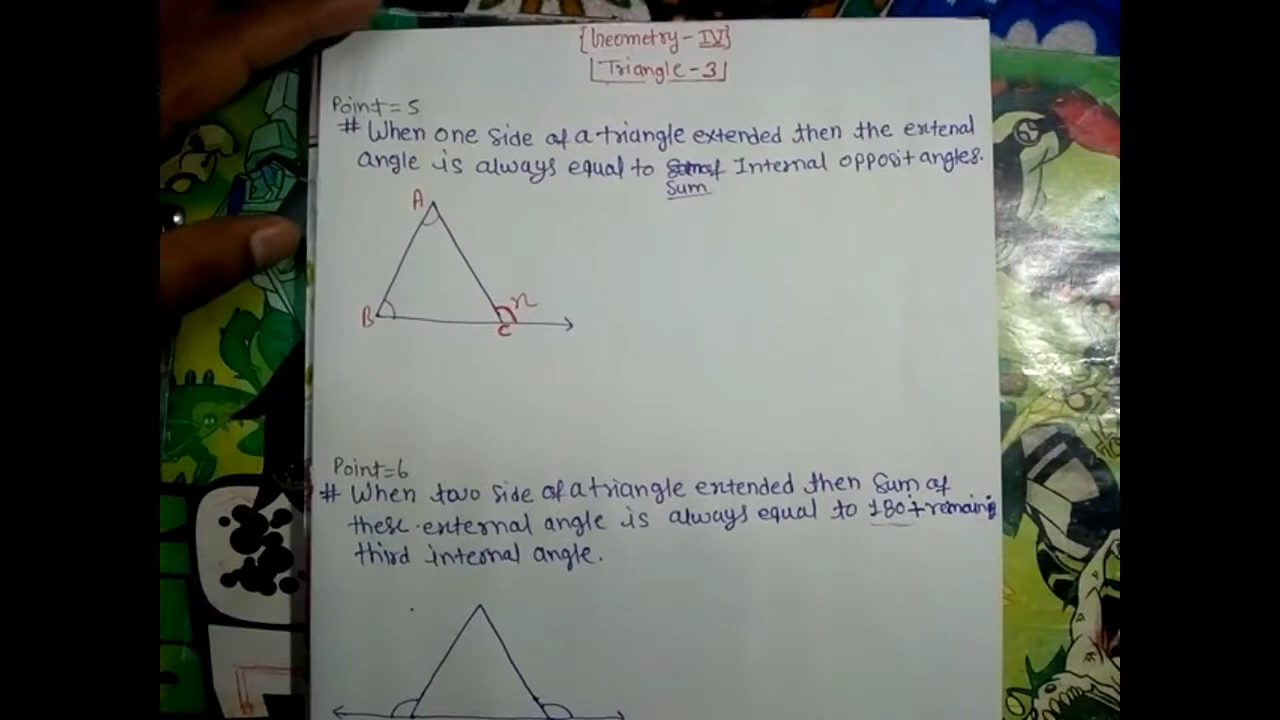 {Geometry - IV}
Triangle - 3
Point = 5
# When one side of a triangle extended then the extenal
angle is always equal to Internal opposit angles.
Sum
A
B
C
x
Point=6
# When two side of a triangle extended then Sum of
these external angle is always equal to 180+remaining
third internal angle.